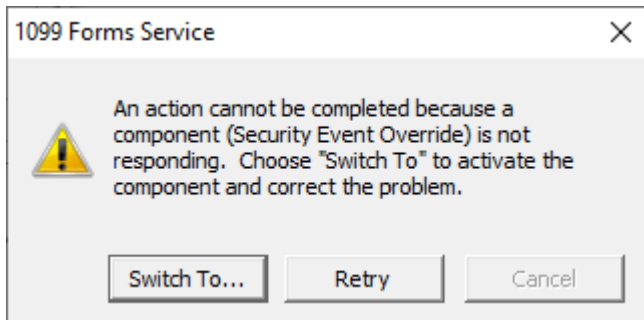 1099 Forms Service
An action cannot be completed because a
component (Security Event Override) is not
responding.  Choose "Switch To" to activate the
component and correct the problem.
Switch To...
Retry
Cancel